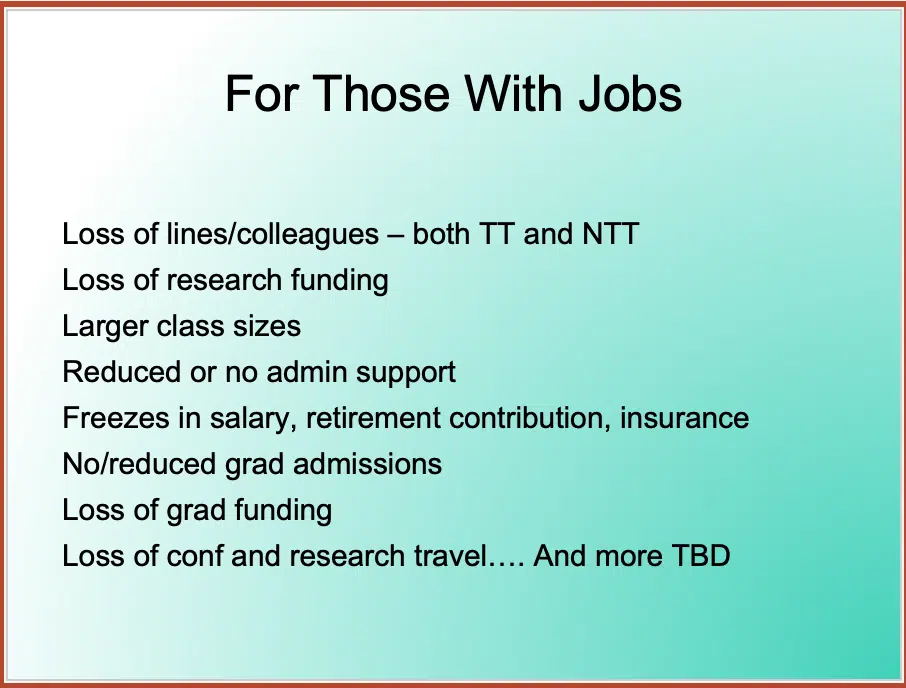 For Those With Jobs
Loss of lines/colleagues – both TT and NTT
Loss of research funding
Larger class sizes
Reduced or no admin support
Freezes in salary, retirement contribution, insurance
No/reduced grad admissions
Loss of grad funding
Loss of conf and research travel…. And more TBD